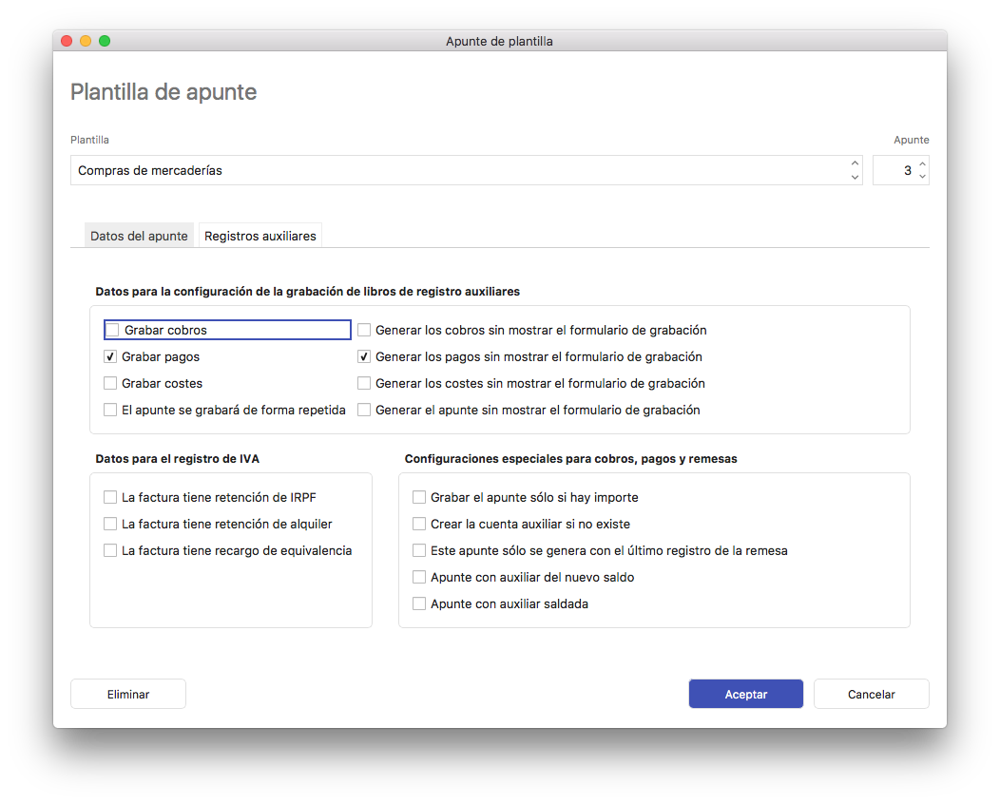 Apunte de plantilla
Plantilla de apunte
Plantilla Apunte
Compras de mercaderías 3
Datos del apunte Registros auxiliares
Datos para la configuración de la grabación de libros de registro auxiliares
Grabar cobros Generar los cobros sin mostrar el formulario de grabación
Grabar pagos Generar los pagos sin mostrar el formulario de grabación
Grabar costes Generar los costes sin mostrar el formulario de grabación
El apunte se grabará de forma repetida Generar el apunte sin mostrar el formulario de grabación
Datos para el registro de IVA
La factura tiene retención de IRPF
La factura tiene retención de alquiler
La factura tiene recargo de equivalencia
Configuraciones especiales para cobros, pagos y remesas
Grabar el apunte sólo si hay importe
Crear la cuenta auxiliar si no existe
Este apunte sólo se genera con el último registro de la remesa
Apunte con auxiliar del nuevo saldo
Apunte con auxiliar saldada
Eliminar Aceptar Cancelar